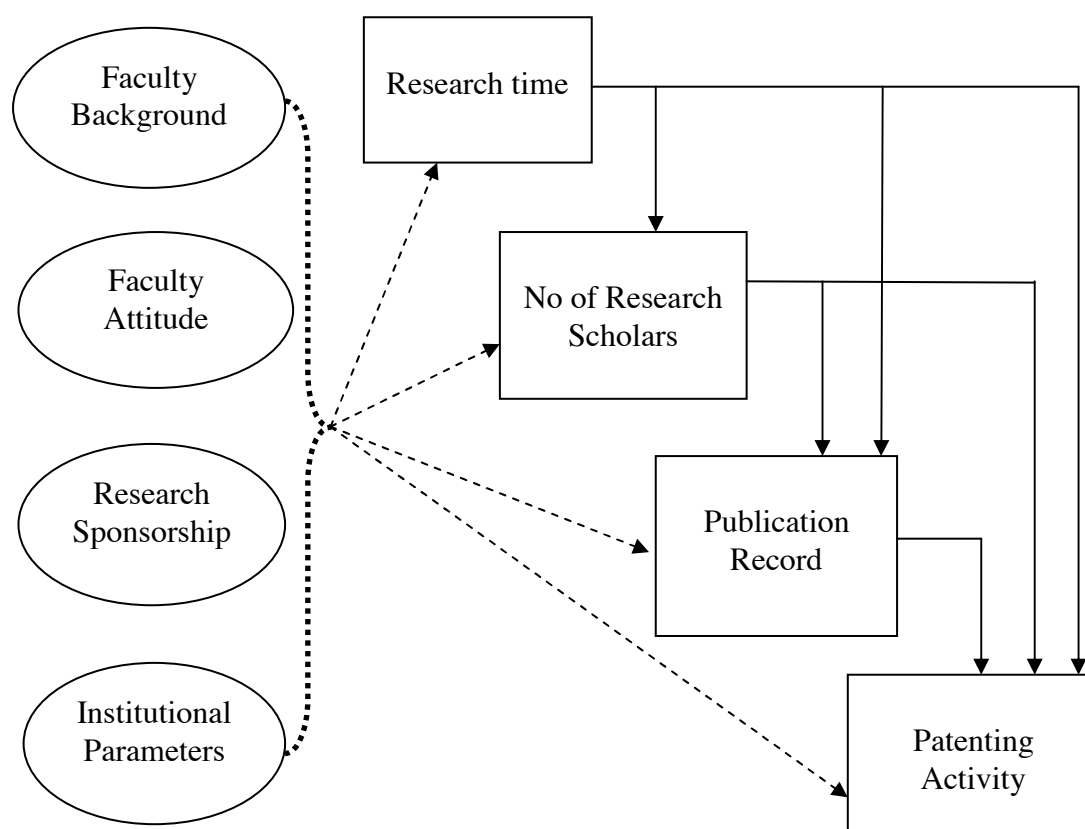 Faculty
Background
Faculty
Attitude
Research
Sponsorship
Institutional
Parameters
Research time
No of Research
Scholars
Publication
Record
Patenting
Activity